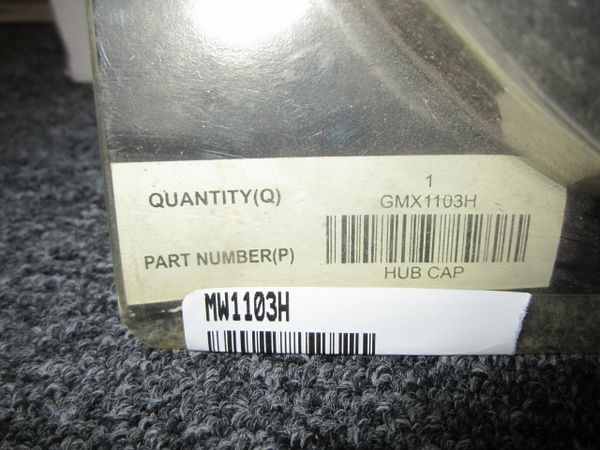 QUANTITY(Q) 1
GMX1103H
PART NUMBER(P)
HUB CAP
MW1103H